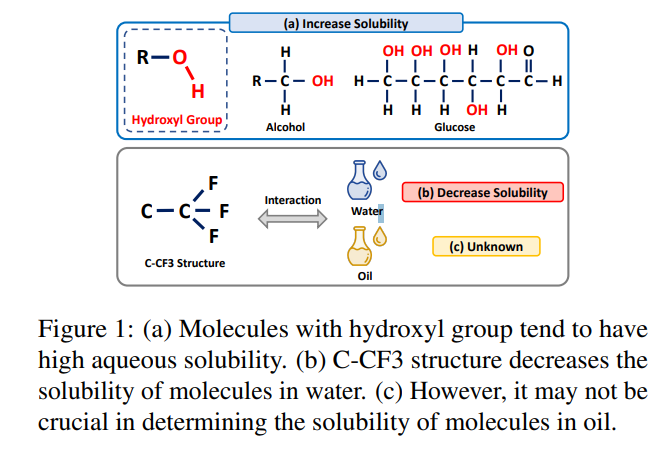 (a) Increase Solubility
R—O
H
Hydroxyl Group
H
R—C—OH
H
Alcohol
OH OH OH H OH O
H—C—C—C—C—C—C—H
H H H OH H
Glucose
F
C—C—F
F
C-CF3 Structure
Interaction
Water
Oil
(b) Decrease Solubility
(c) Unknown
Figure 1: (a) Molecules with hydroxyl group tend to have
high aqueous solubility. (b) C-CF3 structure decreases the
solubility of molecules in water. (c) However, it may not be
crucial in determining the solubility of molecules in oil.